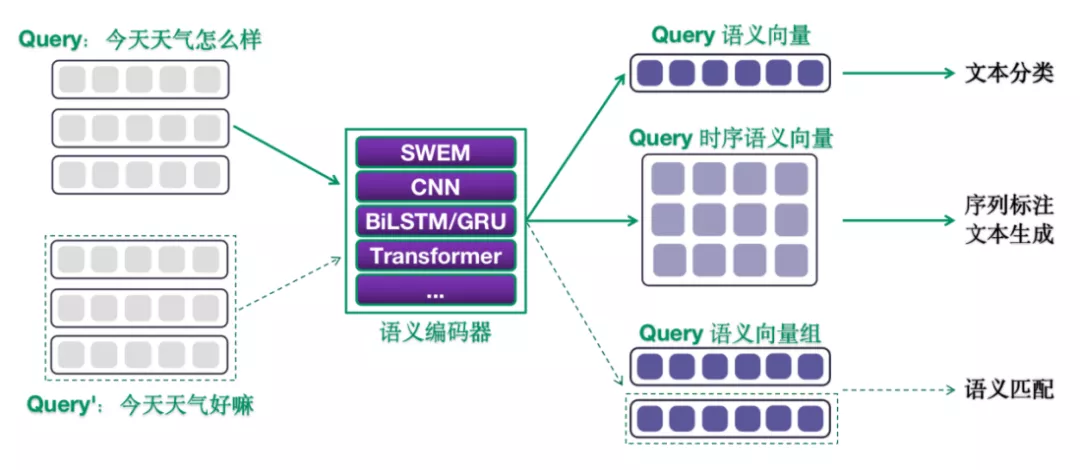 Query：今天天气怎么样
Query'：今天天气好嘛
SWEM
CNN
BiLSTM/GRU
Transformer
...
语义编码器
Query 语义向量
文本分类
Query 时序语义向量
序列标注
文本生成
Query 语义向量组
语义匹配